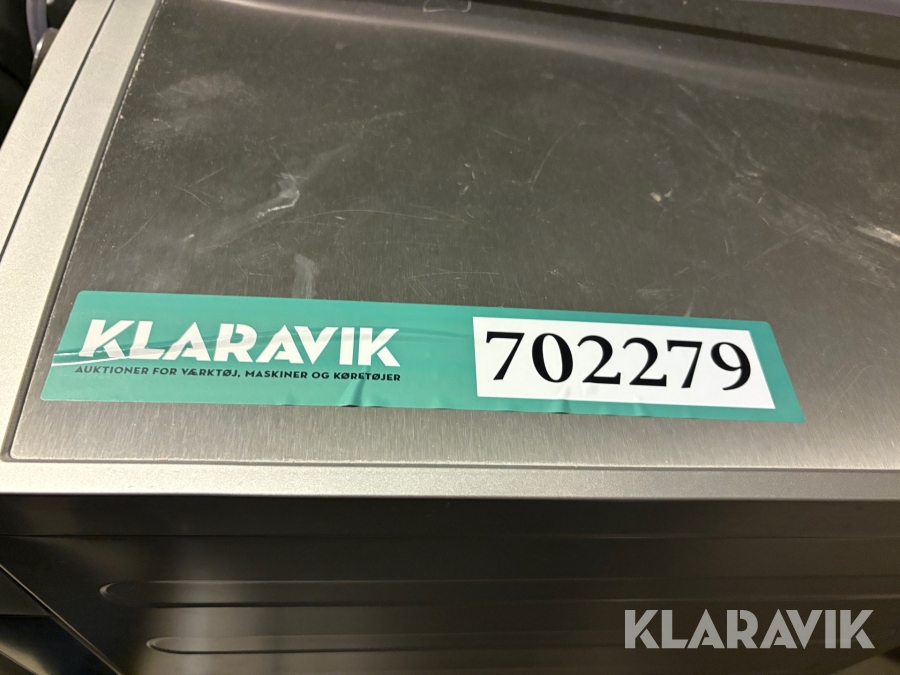 KLARAVIK
AUKTIONER FOR VÆRKTØJ, MASKINER OG KØRETØJER
702279
KLARAVIK